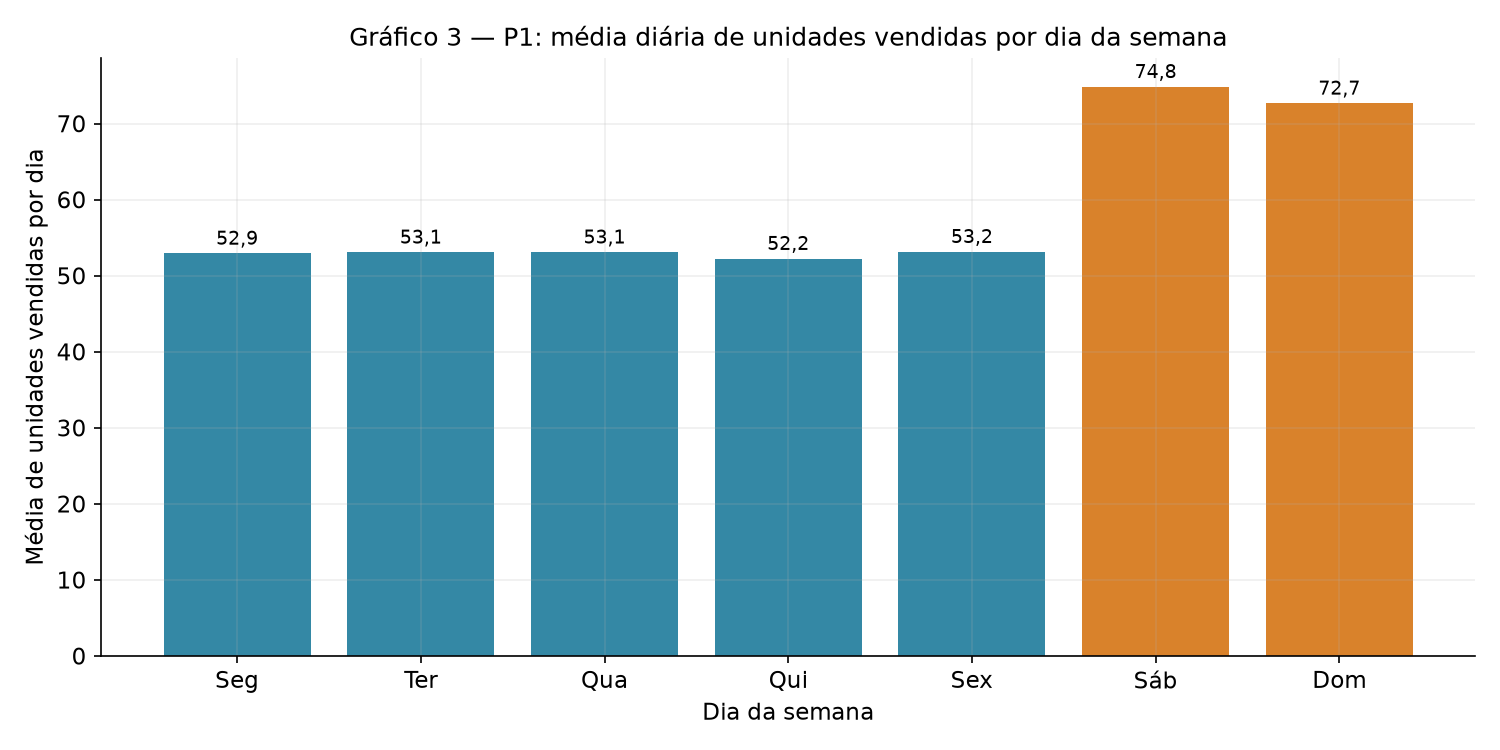 Gráfico 3 — P1: média diária de unidades vendidas por dia da semana
Média de unidades vendidas por dia
70
60
50
40
30
20
10
0
52,9
53,1
53,1
52,2
53,2
74,8
72,7
Seg
Ter
Qua
Qui
Sex
Sáb
Dom
Dia da semana